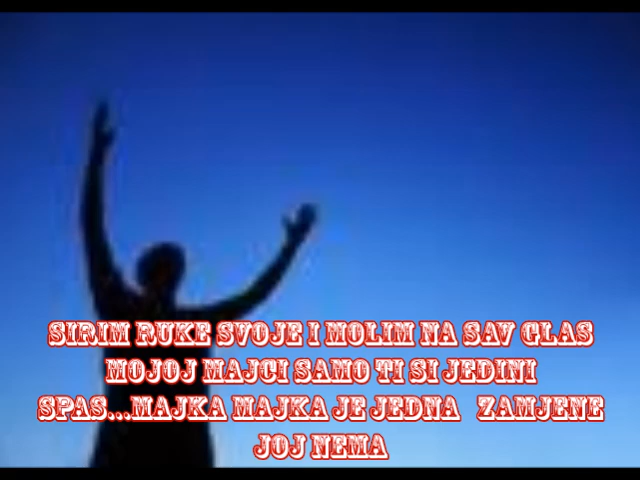 SIRIM RUKE SVOJE I MOLIM NA SAV GLAS
MOJOJ MAJCI SAMO TI SI JEDINI
SPAS...MAJKA MAJKA JE JEDNA ZAMJENE
JOJ NEMA